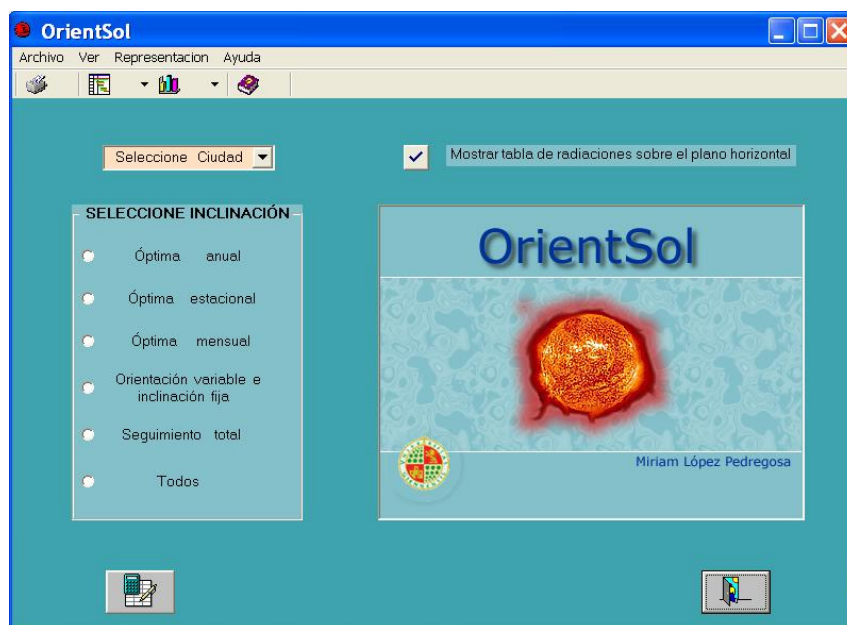 OrientSol
Archivo Ver Representacion Ayuda
Seleccione Ciudad
Mostrar tabla de radiaciones sobre el plano horizontal
SELECCIONE INCLINACIÓN
Óptima anual
Óptima estacional
Óptima mensual
Orientación variable e
inclinación fija
Seguimiento total
Todos
OrientSol
Miriam López Pedregosa